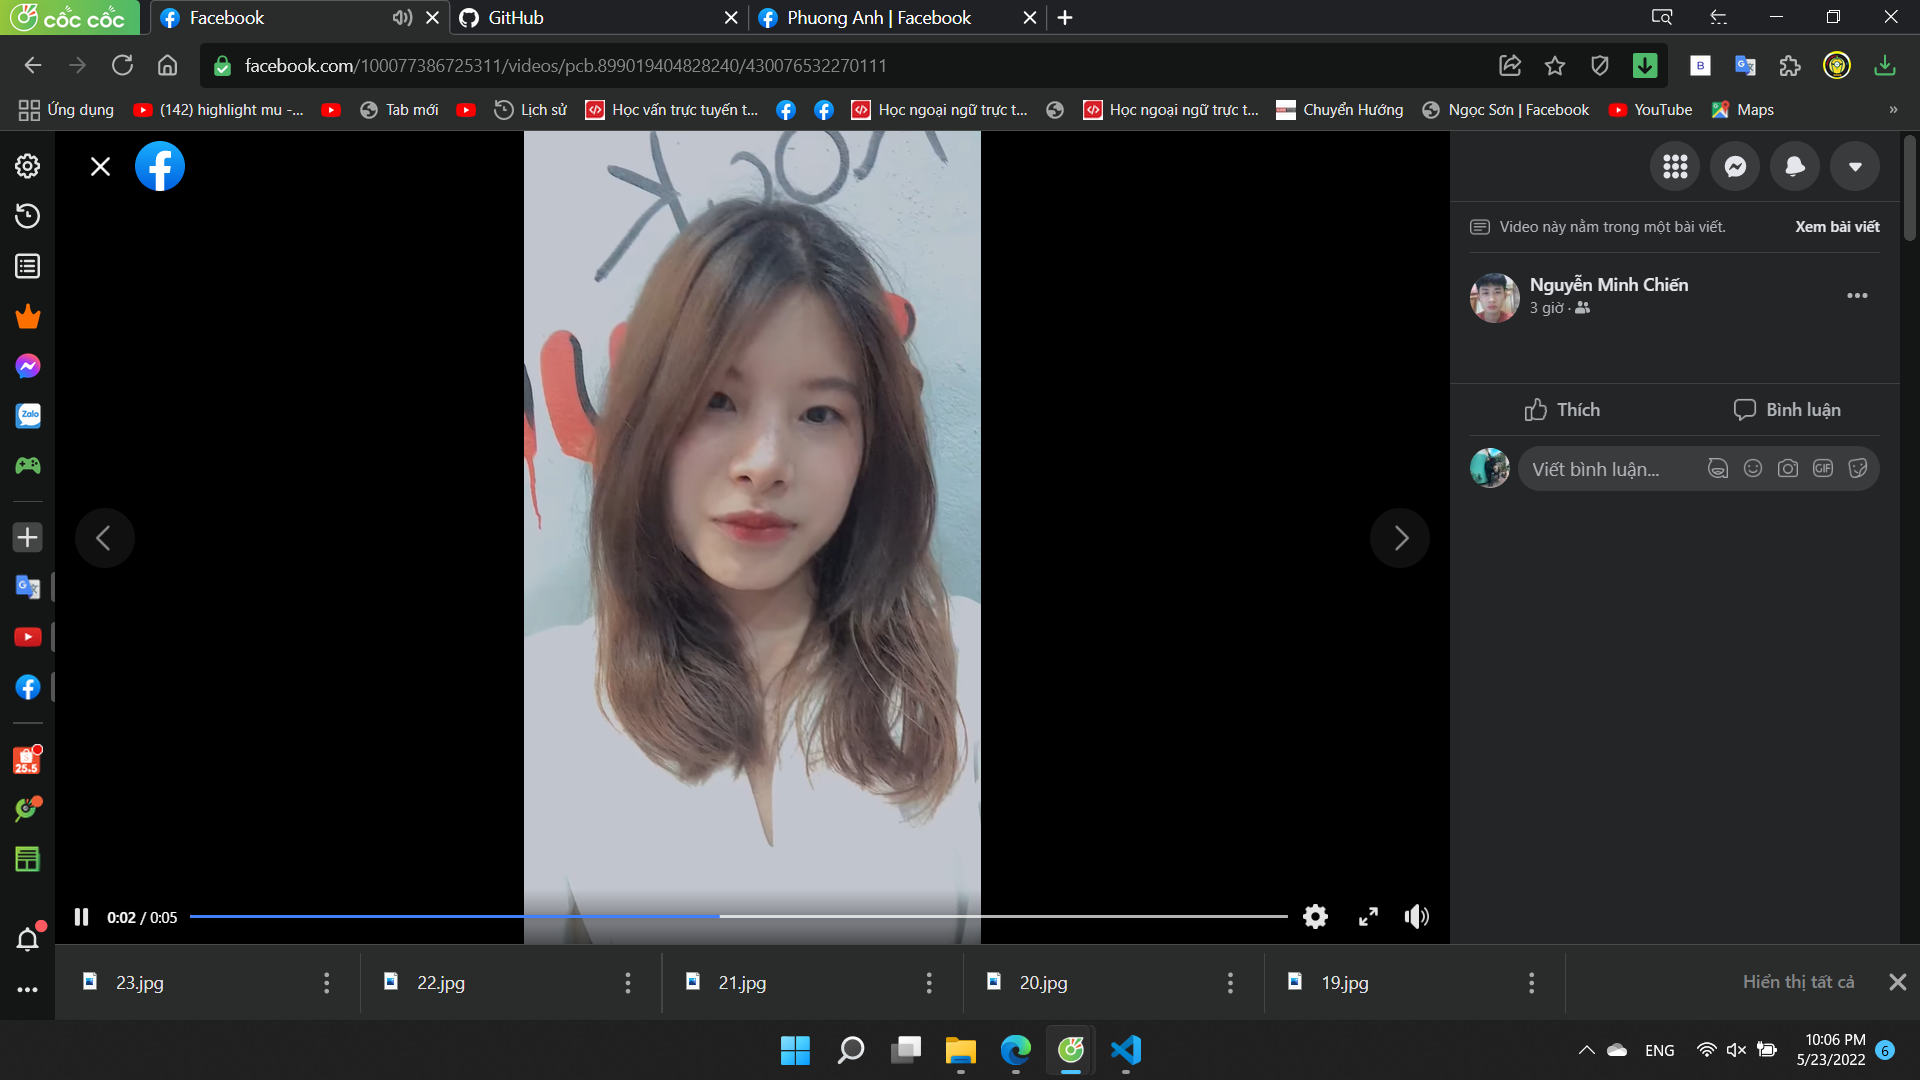 cốc cốc
Facebook
GitHub
Phuong Anh | Facebook
facebook.com/100077386725311/videos/pcb.899019404828240/430076532270111
B
Ứng dụng
(142) highlight mu -...
Tab mới
Lịch sử
Học vấn trực tuyến t...
Học ngoại ngữ trực t...
Học ngoại ngữ trực t...
Chuyển Hướng
Ngọc Sơn | Facebook
YouTube
Maps
»
Video này nằm trong một bài viết.
Xem bài viết
Nguyễn Minh Chiến
3 giờ ·
Thích
Bình luận
Viết bình luận...
GIF
Zalo
25.5
0:02 / 0:05
23.jpg
22.jpg
21.jpg
20.jpg
19.jpg
Hiển thị tất cả
ENG
10:06 PM
5/23/2022
6